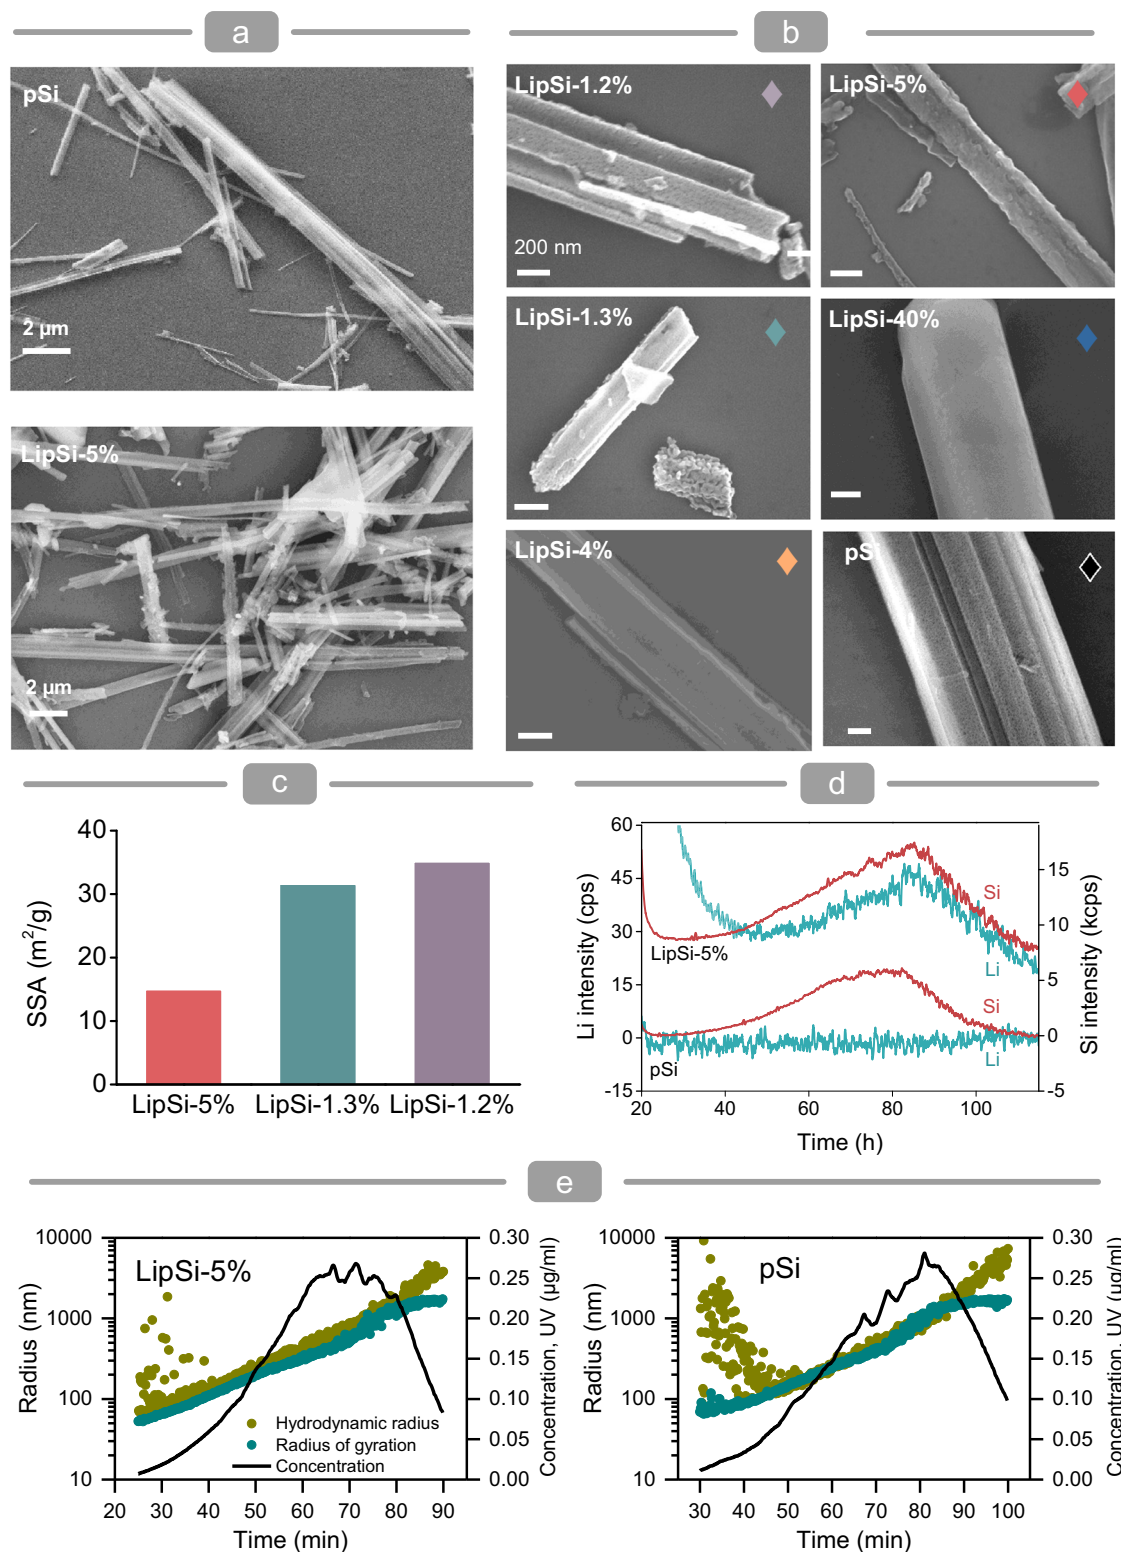 a
pSi
2 µm
LipSi-5%
2 µm
b
LipSi-1.2%
200 nm
LipSi-5%
LipSi-1.3%
LipSi-40%
LipSi-4%
pSi
c
SSA (m²/g)
40
30
20
10
0
LipSi-5% LipSi-1.3% LipSi-1.2%
d
Li intensity (cps)
60
45
30
15
0
-15
Si
LipSi-5%
Li
Si
pSi
Li
15
10
5
0
-5
Si intensity (kcps)
20 40 60 80 100
Time (h)
e
Radius (nm)
10000
1000
100
10
LipSi-5%
Hydrodynamic radius
Radius of gyration
Concentration
0.30
0.25
0.20
0.15
0.10
0.05
0.00
Concentration, UV (µg/ml)
20 30 40 50 60 70 80 90
Time (min)
Radius (nm)
10000
1000
100
10
pSi
0.30
0.25
0.20
0.15
0.10
0.05
0.00
Concentration, UV (µg/ml)
30 40 50 60 70 80 90 100
Time (min)